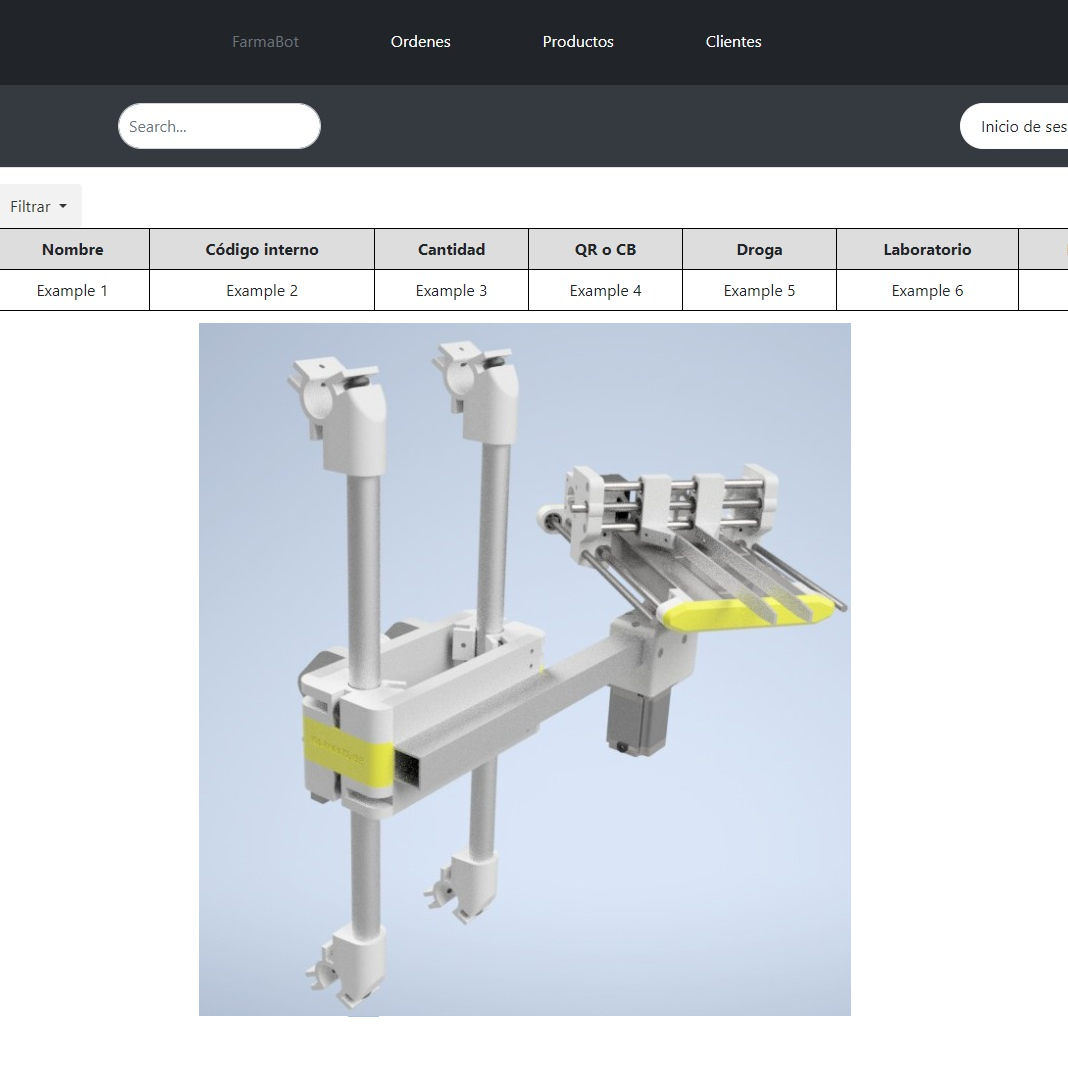 FarmaBot Ordenes Productos Clientes
Search... Inicio de ses
Filtrar
Nombre Código interno Cantidad QR o CB Droga Laboratorio
Example 1 Example 2 Example 3 Example 4 Example 5 Example 6